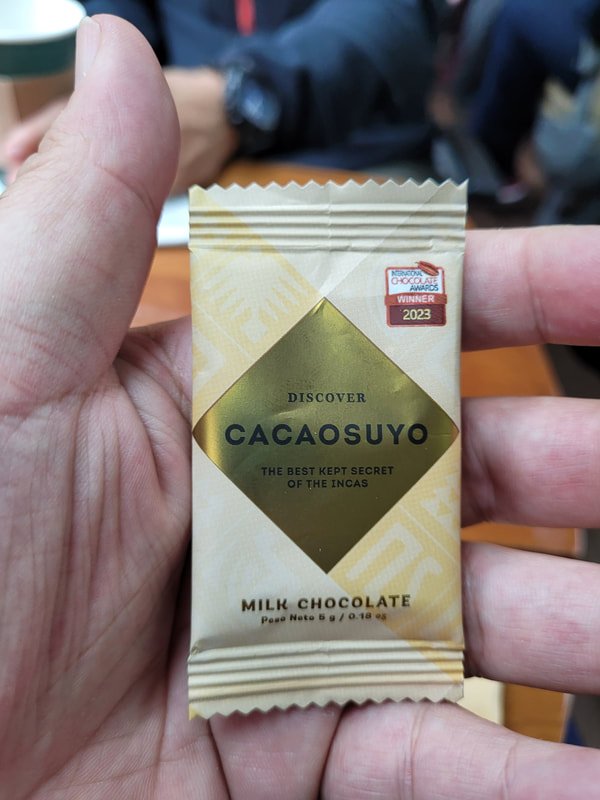 INTERNATIONAL
CHOCOLATE
AWARDS
WINNER
2023
DISCOVER
CACAOSUYO
THE BEST KEPT SECRET
OF THE INCAS
MILK CHOCOLATE
Peso Neto 5 g / 0.18 oz